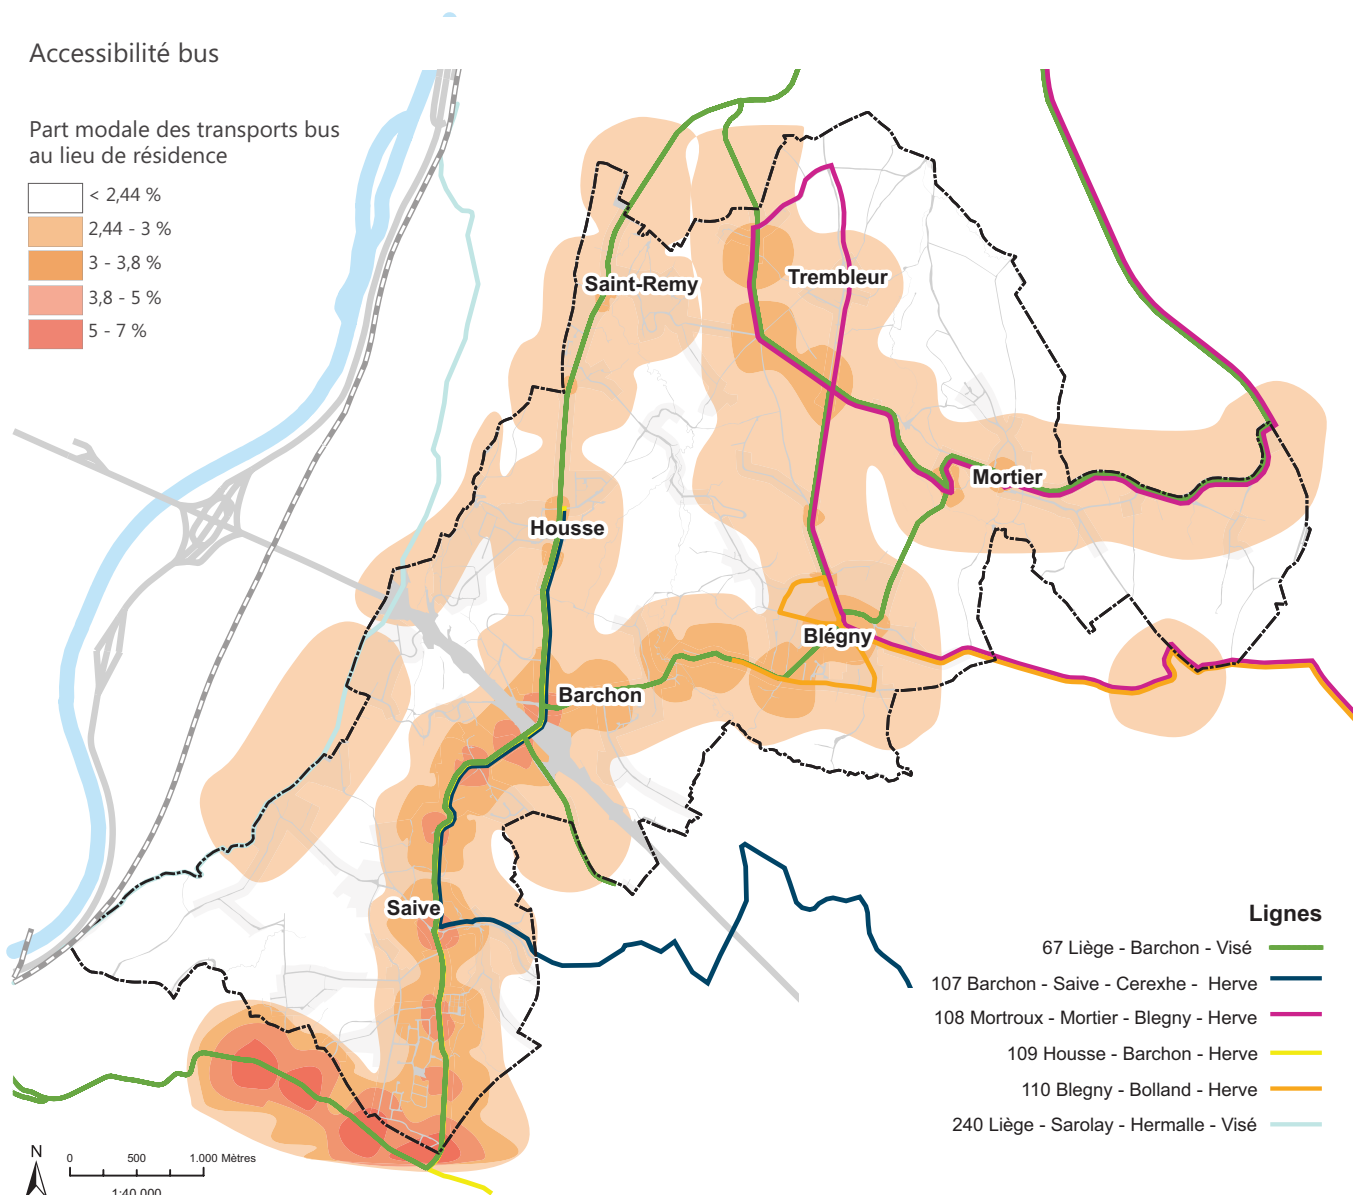 Accessibilité bus
Part modale des transports bus
au lieu de résidence
< 2,44 %
2,44 - 3 %
3 - 3,8 %
3,8 - 5 %
5 - 7 %
Saint-Remy
Trembleur
Mortier
Housse
Blégny
Barchon
Saive
Lignes
67 Liège - Barchon - Visé
107 Barchon - Saive - Cerexhe - Herve
108 Mortroux - Mortier - Blegny - Herve
109 Housse - Barchon - Herve
110 Blegny - Bolland - Herve
240 Liège - Sarolay - Hermalle - Visé
N
0 500 1.000 Mètres
1:40.000